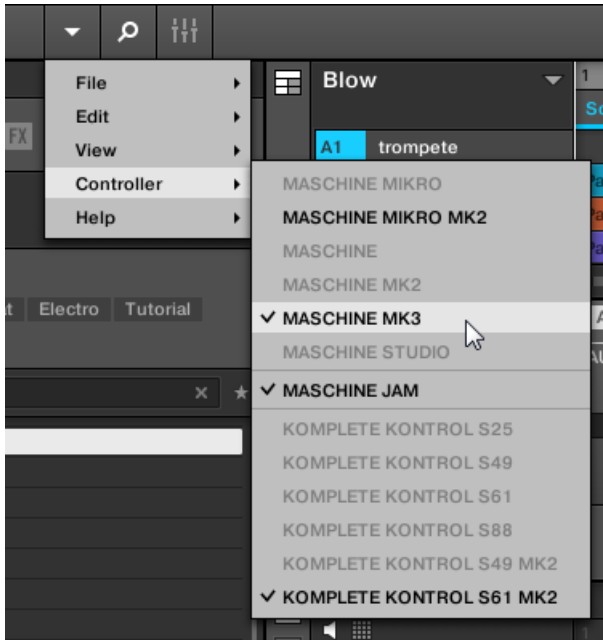 1
Blow
File
Edit
FX
View
A1 trompete
Controller
MASCHINE MIKRO
Help
MASCHINE MIKRO MK2
MASCHINE
MASCHINE MK2
Electro Tutorial
MASCHINE MK3
MASCHINE STUDIO
MASCHINE JAM
KOMPLETE KONTROL S25
KOMPLETE KONTROL S49
KOMPLETE KONTROL S61
KOMPLETE KONTROL S88
KOMPLETE KONTROL S49 MK2
KOMPLETE KONTROL S61 MK2
1